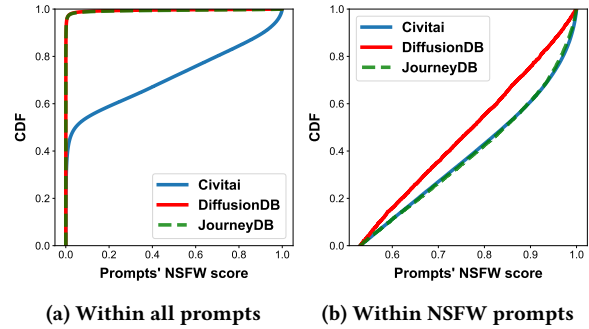 1.0
0.8
0.6
0.4
0.2
0.0
CDF
Civitai
DiffusionDB
JourneyDB
0.0 0.2 0.4 0.6 0.8 1.0
Prompts' NSFW score
(a) Within all prompts
1.0
0.8
0.6
0.4
0.2
0.0
CDF
Civitai
DiffusionDB
JourneyDB
0.6 0.7 0.8 0.9 1.0
Prompts' NSFW score
(b) Within NSFW prompts